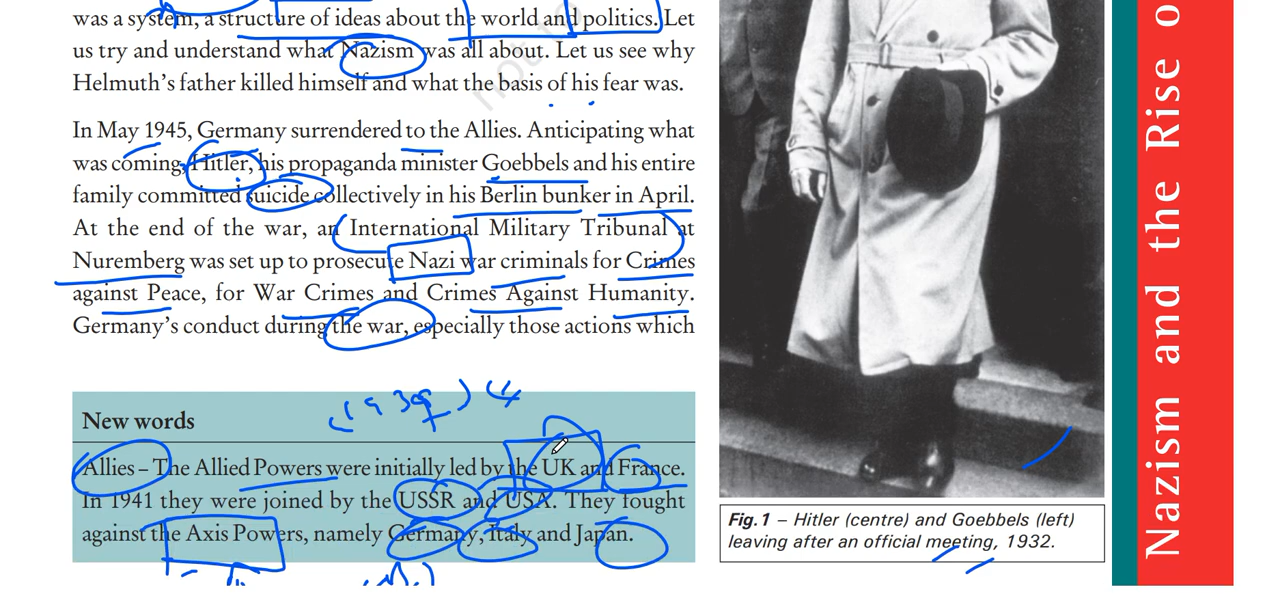 was a system, a structure of ideas about the world and politics. Let
us try and understand what Nazism was all about. Let us see why
Helmuth's father killed himself and what the basis of his fear was.
In May 1945, Germany surrendered to the Allies. Anticipating what
was coming, Hitler, his propaganda minister Goebbels and his entire
family committed suicide collectively in his Berlin bunker in April.
At the end of the war, an International Military Tribunal at
Nuremberg was set up to prosecute Nazi war criminals for Crimes
against Peace, for War Crimes and Crimes Against Humanity.
Germany's conduct during the war, especially those actions which
(1939) 4
New words
Allies – The Allied Powers were initially led by the UK and France.
In 1941 they were joined by the USSR and USA. They fought
against the Axis Powers, namely Germany, Italy and Japan.
Fig.1 – Hitler (centre) and Goebbels (left)
leaving after an official meeting, 1932.
Nazism and the Rise o